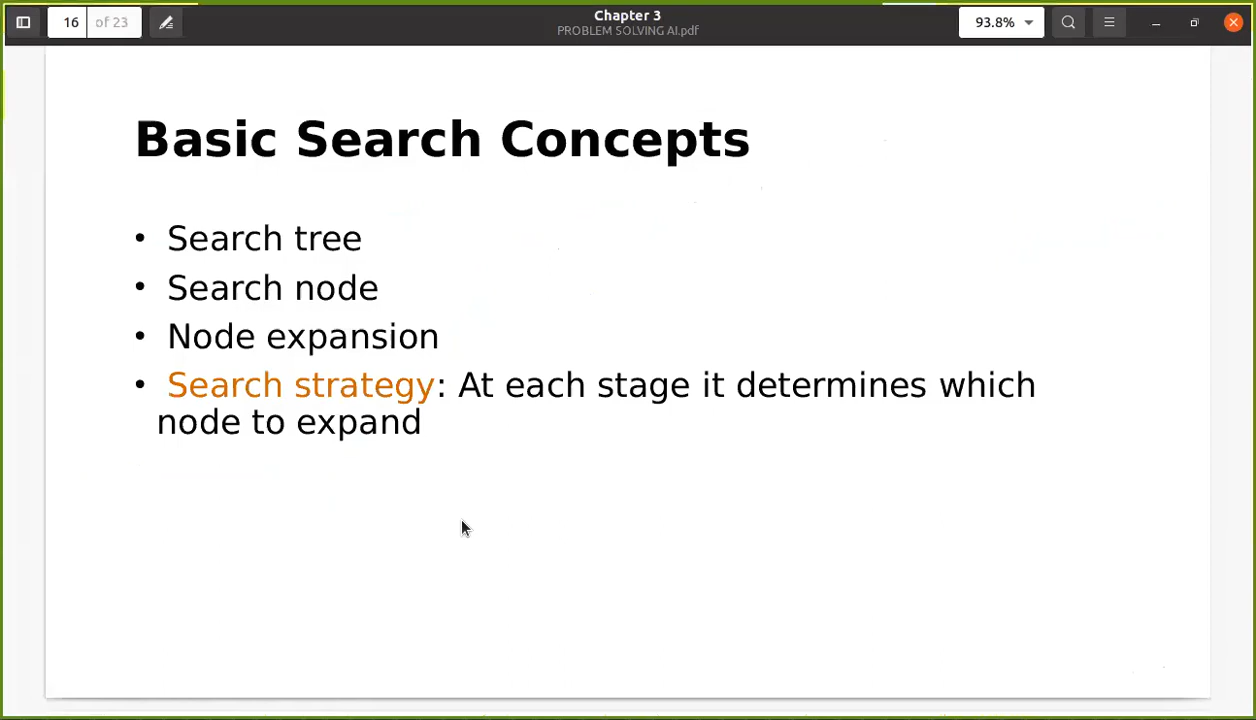 16 of 23
Chapter 3
PROBLEM SOLVING AI.pdf
93.8%
Basic Search Concepts
• Search tree
• Search node
• Node expansion
• Search strategy: At each stage it determines which
node to expand